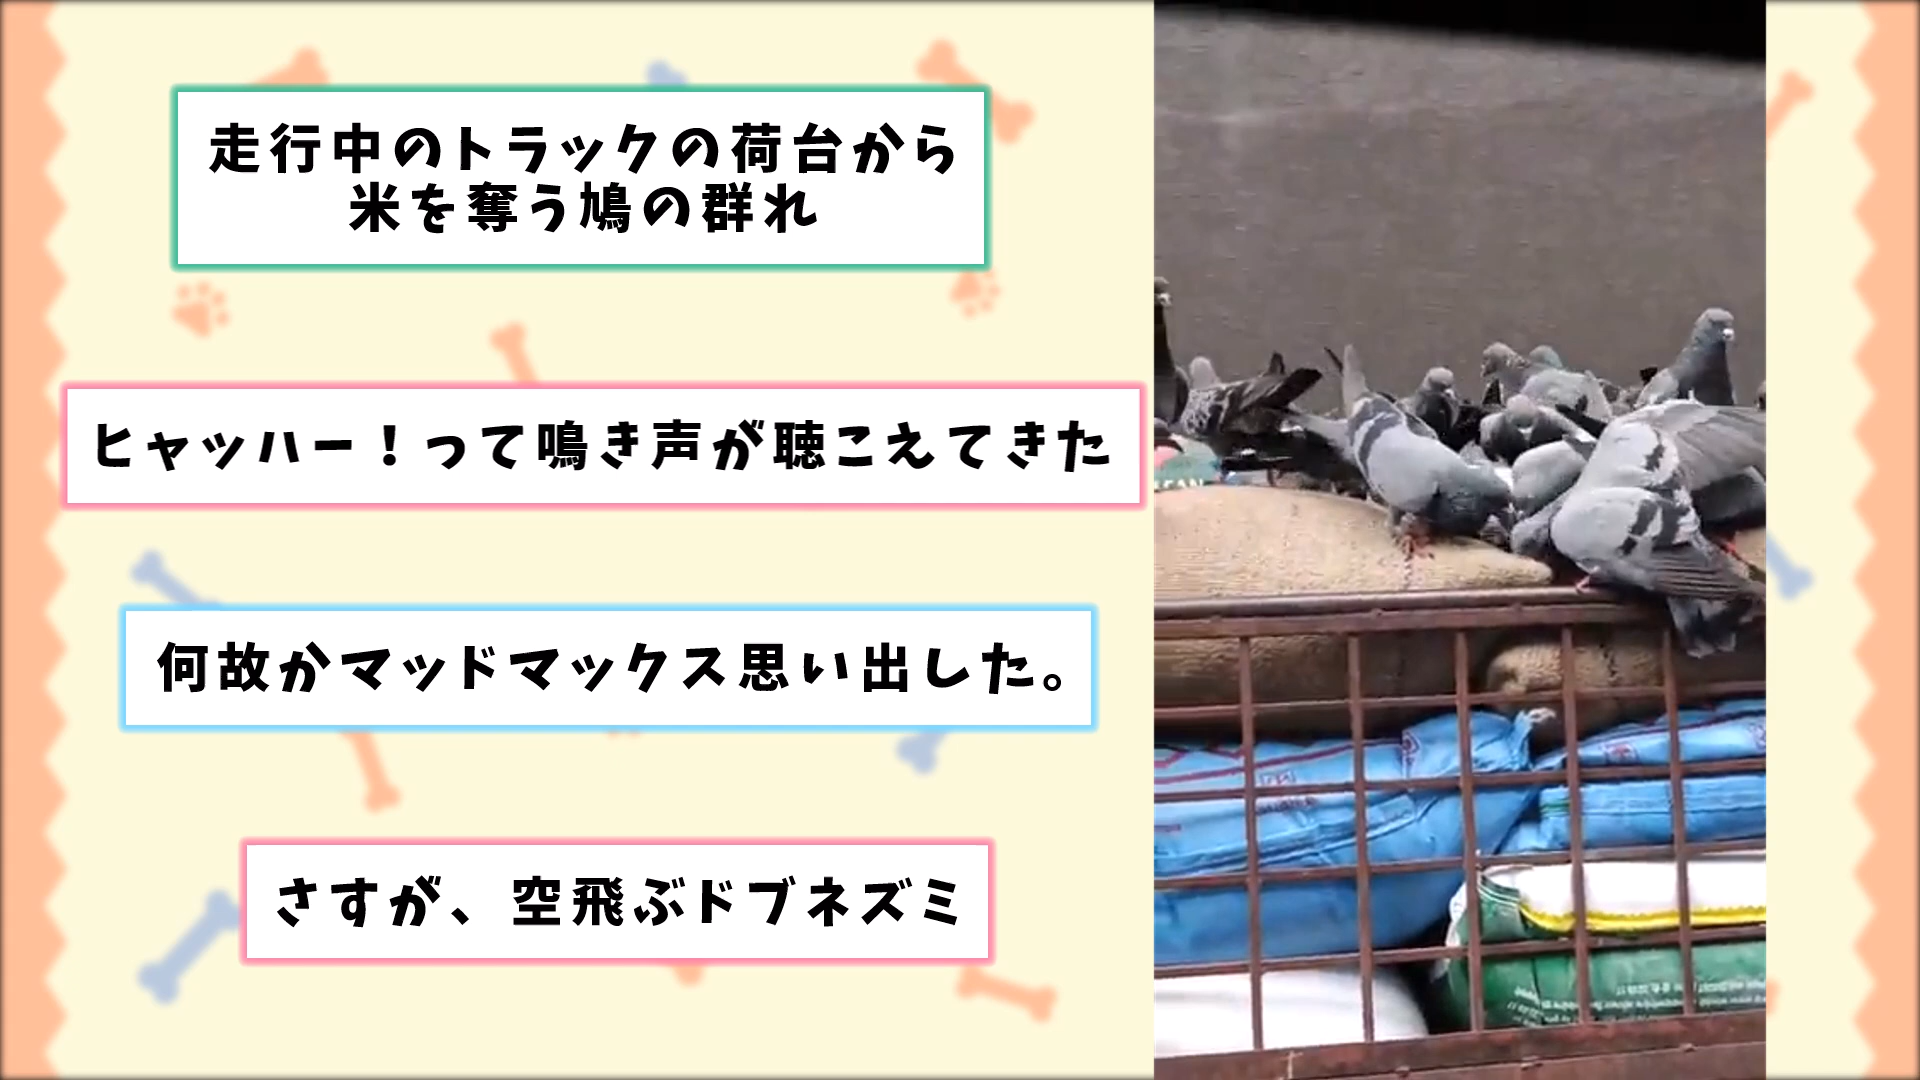 走行中のトラックの荷台から
米を奪う鳩の群れ
ヒャッハー！って鳴き声が聴こえてきた
何故かマッドマックス思い出した。
さすが、空飛ぶドブネズミ